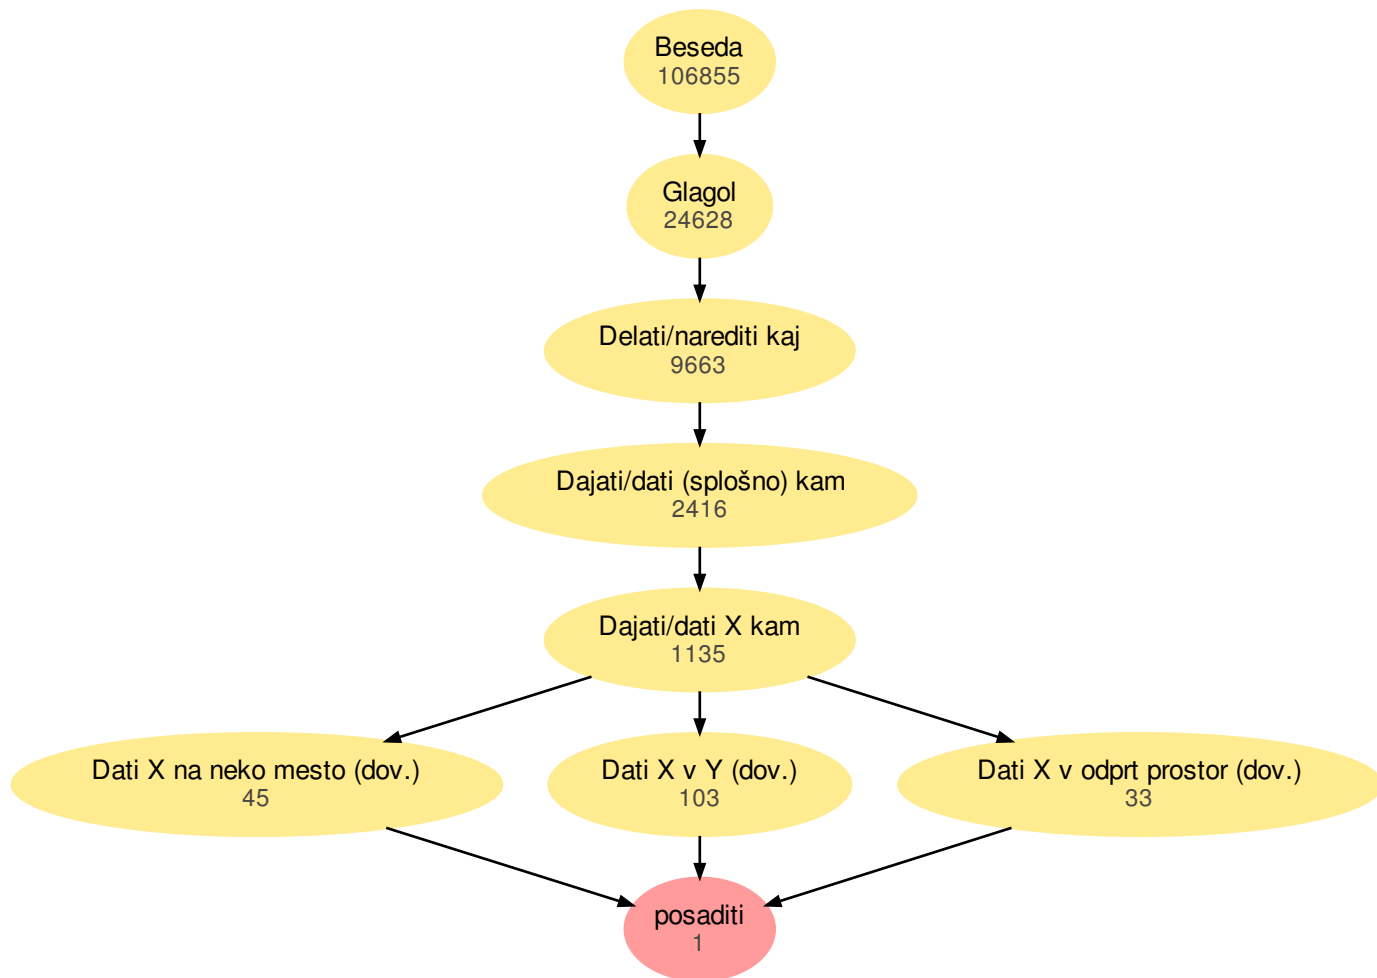 Beseda
106855
Glagol
24628
Delati/narediti kaj
9663
Dajati/dati (splošno) kam
2416
Dajati/dati X kam
1135
Dati X na neko mesto (dov.)
45
Dati X v Y (dov.)
103
Dati X v odprt prostor (dov.)
33
posaditi
1